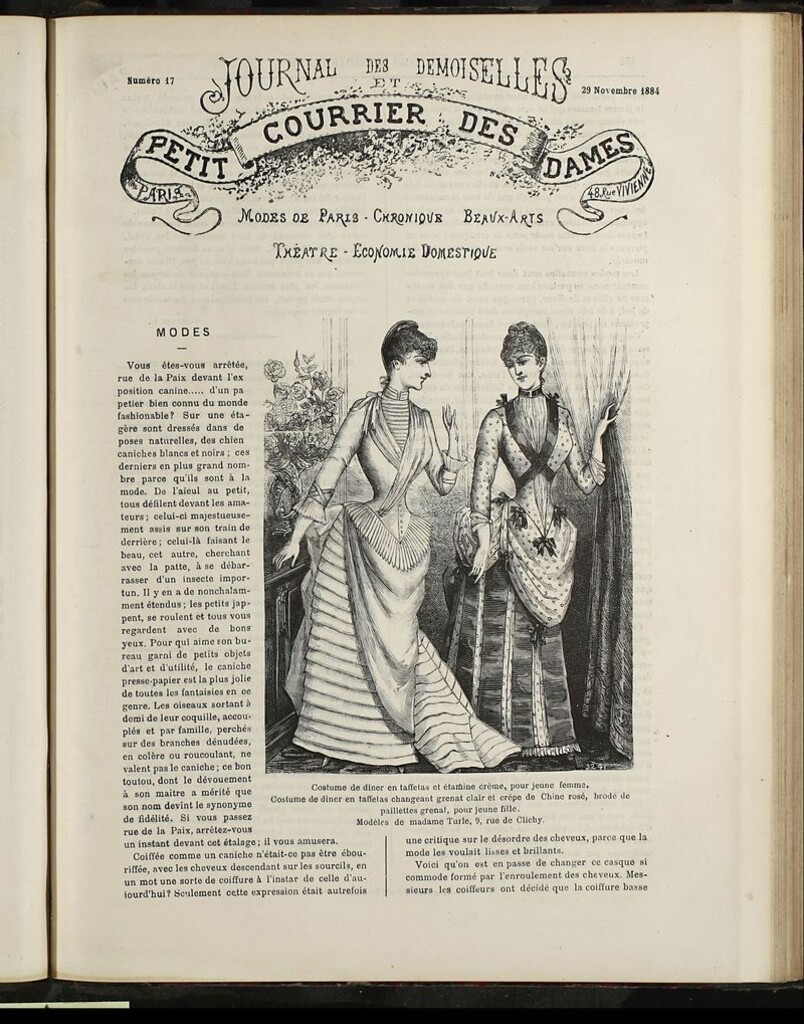 Numéro 17
JOURNAL DES DEMOISELLES
29 Novembre 1884
ET
PETIT COURRIER DES DAMES
PARIS
48, Rue VIVIENNE
MODES DE PARIS - CHRONIQUE BEAUX-ARTS
THÉATRE - ECONOMIE DOMESTIQUE
MODES
Vous êtes-vous arrêtée,
rue de la Paix devant l'ex
position canine..... d'un pa
petier bien connu du monde
fashionable? Sur une éta-
gère sont dressés dans de
poses naturelles, des chien
caniches blancs et noirs; ces
derniers en plus grand nom-
bre parce qu'ils sont à la
mode. De l'aïeul au petit,
tous défilent devant les ama-
teurs; celui-ci majestueuse-
ment assis sur son train de
derrière; celui-là faisant le
beau, cet autre, cherchant
avec la patte, à se débar-
rasser d'un insecte impor-
tun. Il y en a de nonchalam-
ment étendus; les petits jap-
pent, se roulent et tous vous
regardent avec de bons
yeux. Pour qui aime son bu-
reau garni de petits objets
d'art et d'utilité, le caniche
presse-papier est la plus jolie
de toutes les fantaisies en ce
genre. Les oiseaux sortant à
demi de leur coquille, accou-
plés et par famille, perchés
sur des branches dénudées,
en colère ou roucoulant, ne
valent pas le caniche; ce bon
toutou, dont le dévouement
à son maitre a mérité que
son nom devint le synonyme
de fidélité. Si vous passez
rue de la Paix, arrêtez-vous
un instant devant cet étalage; il vous amusera.
Coiffée comme un caniche n'était-ce pas être ébou-
riffée, avec les cheveux descendant sur les sourcils, en
un mot une sorte de coiffure à l'instar de celle d'au-
jourd'hui? Seulement cette expression était autrefois
Costume de dîner en taffetas et étamine crème, pour jeune femme.
Costume de dîner en taffetas changeant grenat clair et crêpe de Chine rosé, brodé de
paillettes grenat, pour jeune fille.
Modèles de madame Turle, 9, rue de Clichy.
une critique sur le désordre des cheveux, parce que la
mode les voulait lisses et brillants.
Voici qu'on est en passe de changer ce casque si
commode formé par l'enroulement des cheveux. Mes-
sieurs les coiffeurs ont décidé que la coiffure basse